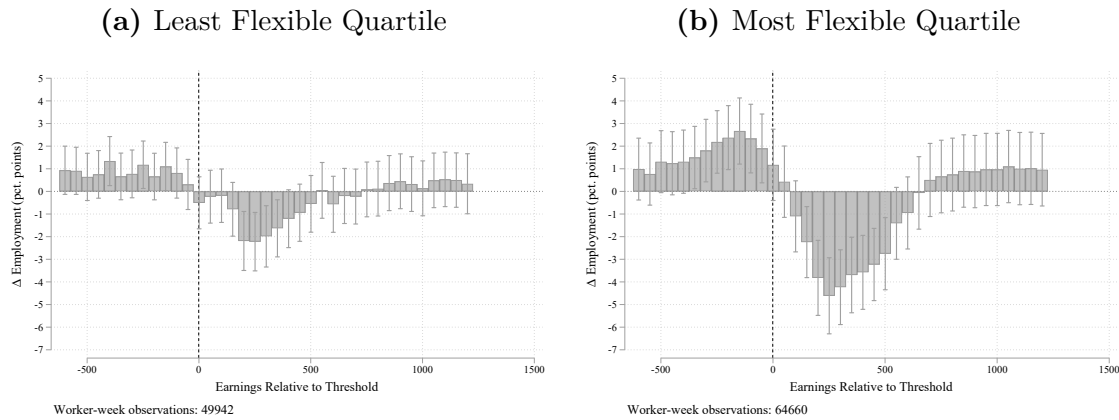 (a) Least Flexible Quartile
5
4
3
2
1
0
-1
-2
-3
-4
-5
-6
-7
Δ Employment (pct. points)
-500 0 500 1000 1500
Earnings Relative to Threshold
Worker-week observations: 49942
(b) Most Flexible Quartile
5
4
3
2
1
0
-1
-2
-3
-4
-5
-6
-7
Δ Employment (pct. points)
-500 0 500 1000 1500
Earnings Relative to Threshold
Worker-week observations: 64660